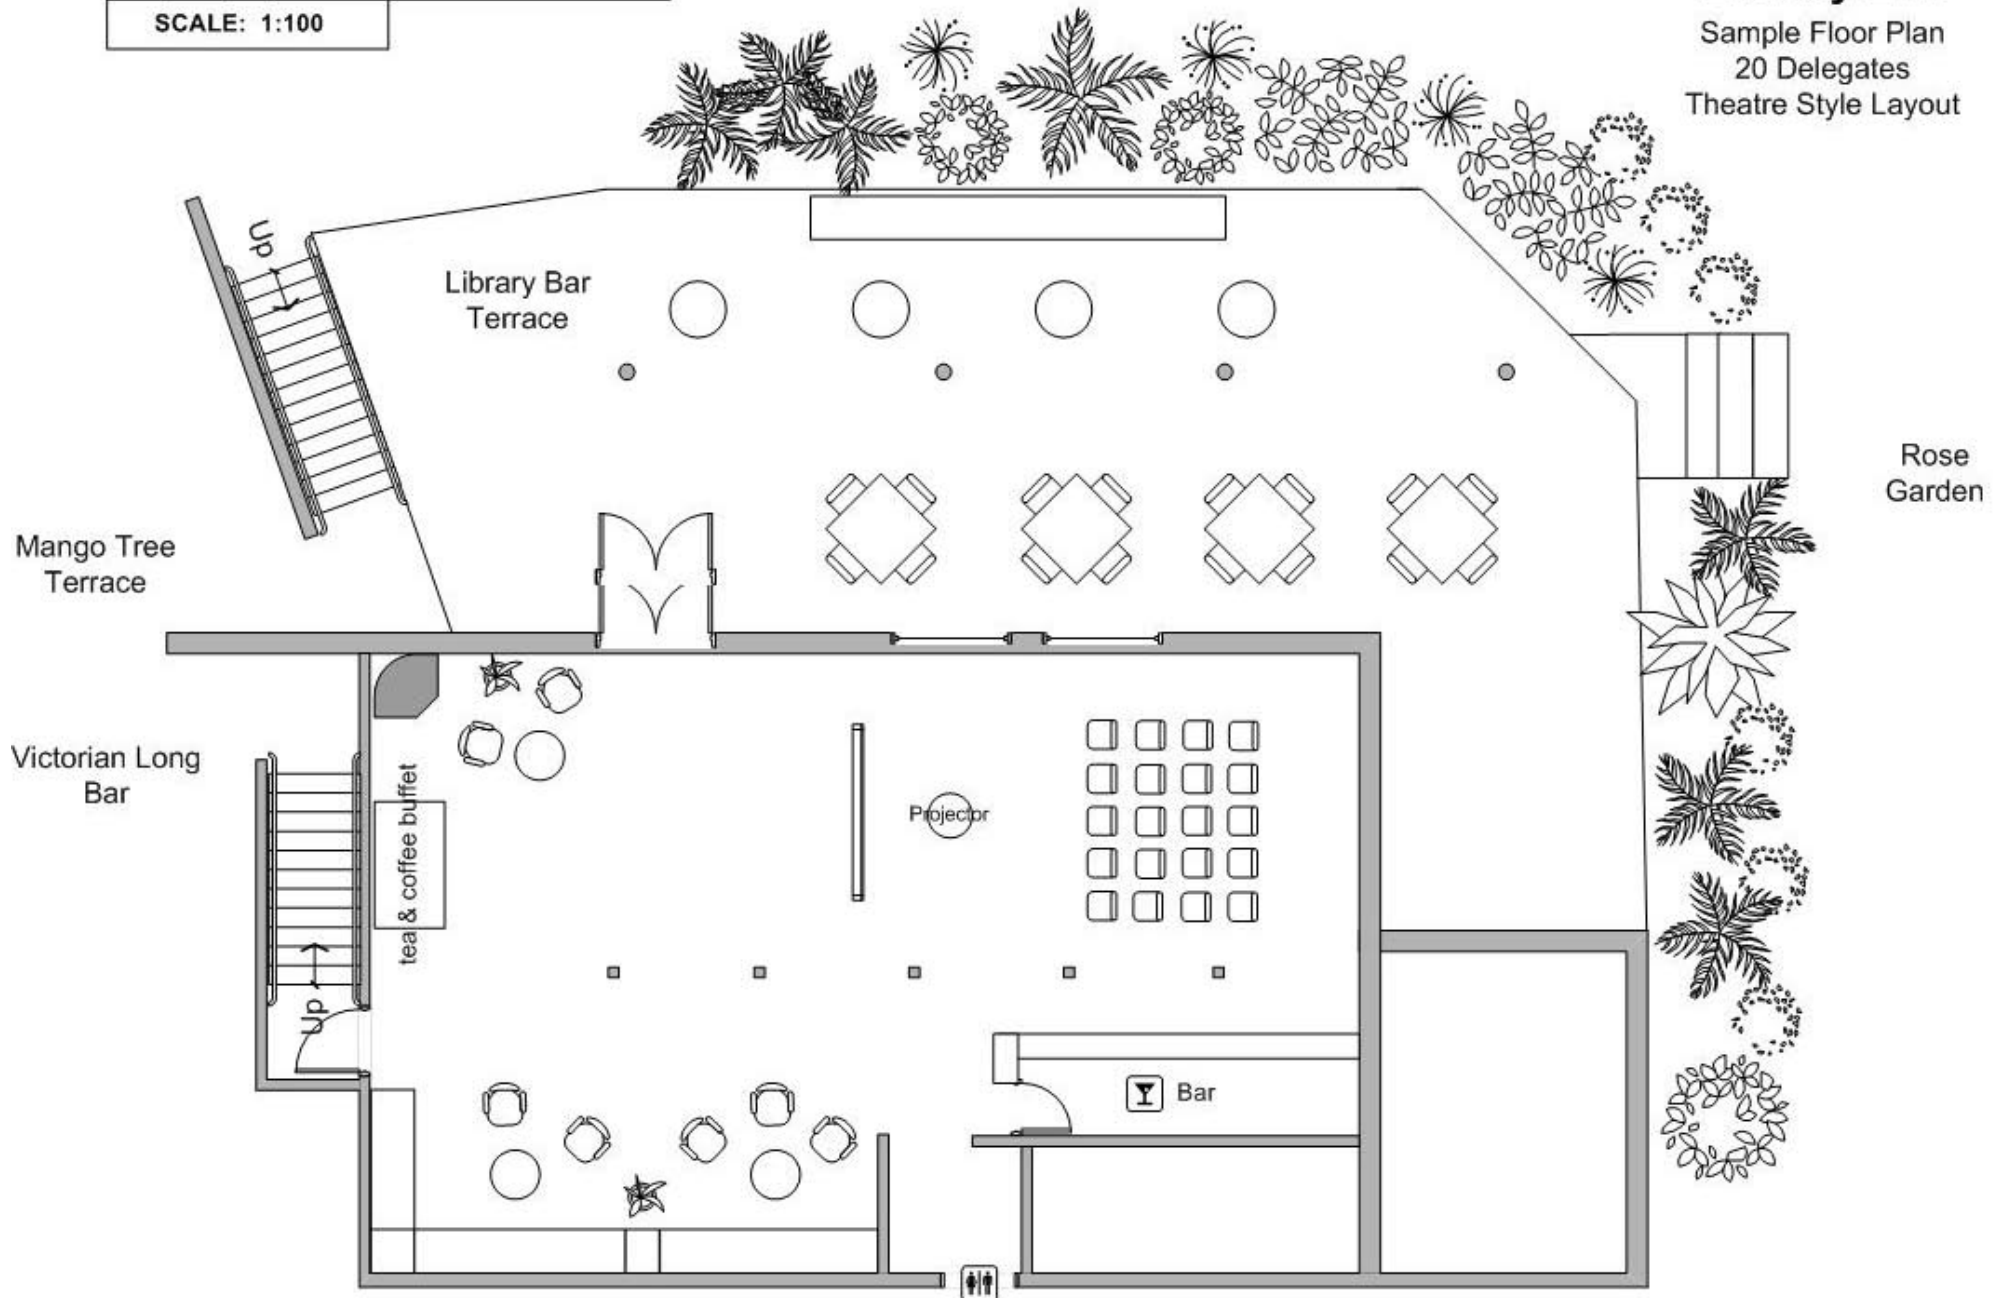 SCALE: 1:100
Sample Floor Plan
20 Delegates
Theatre Style Layout
Up
Library Bar
Terrace
Rose
Garden
Mango Tree
Terrace
Victorian Long
Bar
tea & coffee buffet
Projector
Up
Bar